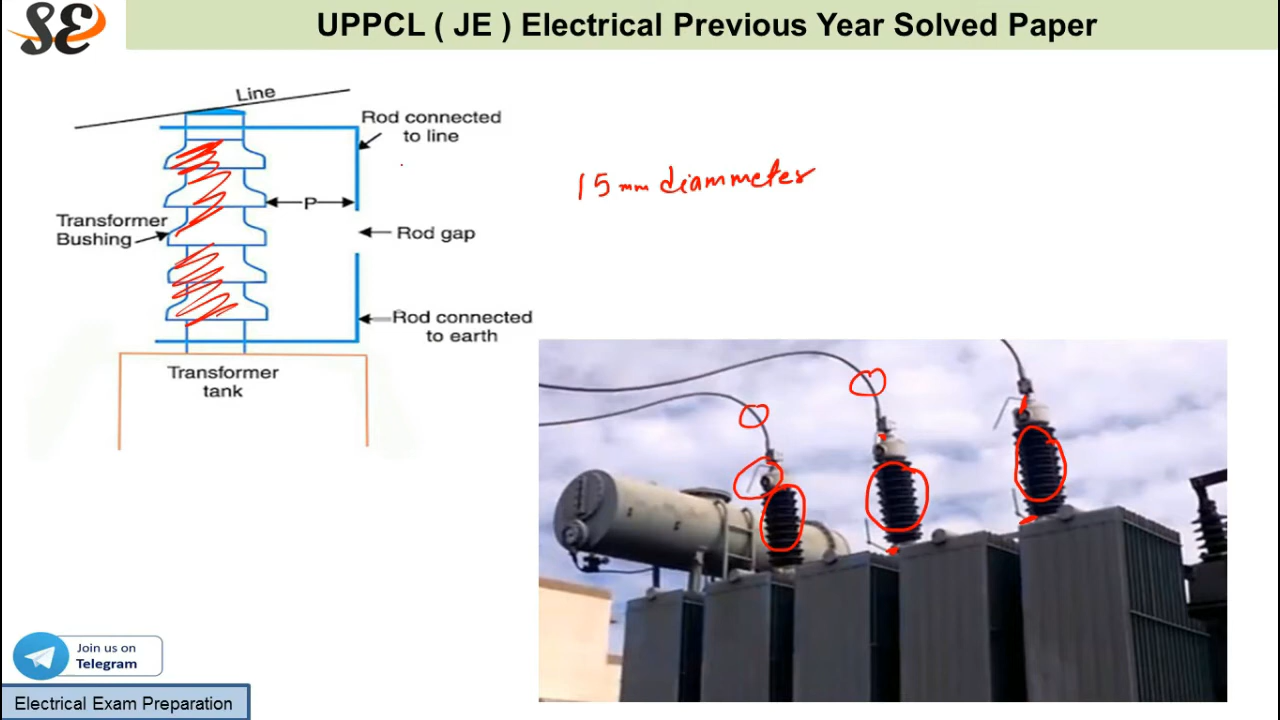 SE
UPPCL ( JE ) Electrical Previous Year Solved Paper
Line
Rod connected
to line
P
Transformer
Bushing
Rod gap
Rod connected
to earth
Transformer
tank
15 mm diammeter
Join us on
Telegram
Electrical Exam Preparation